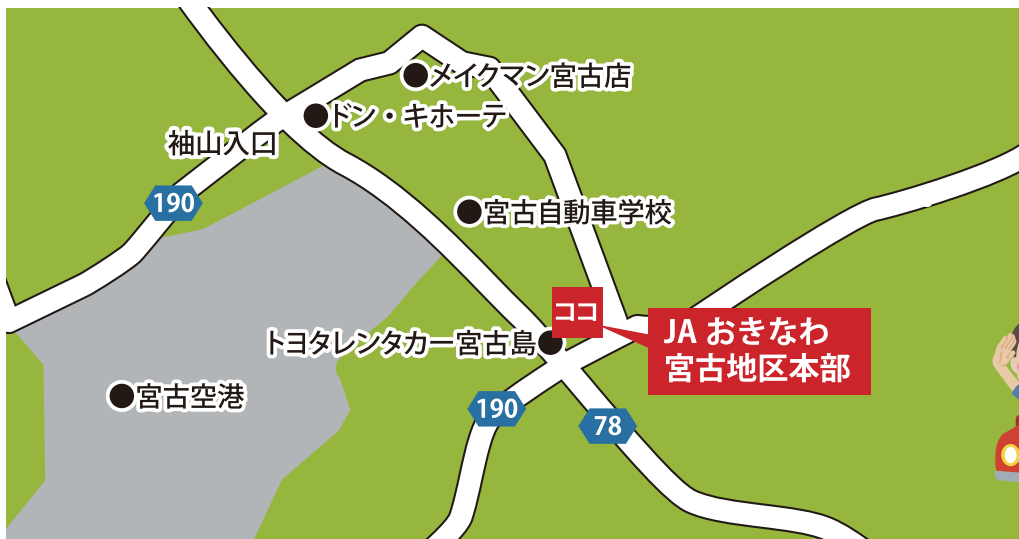 メイクマン宮古店
ドン・キホーテ
袖山入口
190
宮古自動車学校
ココ
JA おきなわ
宮古地区本部
トヨタレンタカー宮古島
宮古空港
190
78